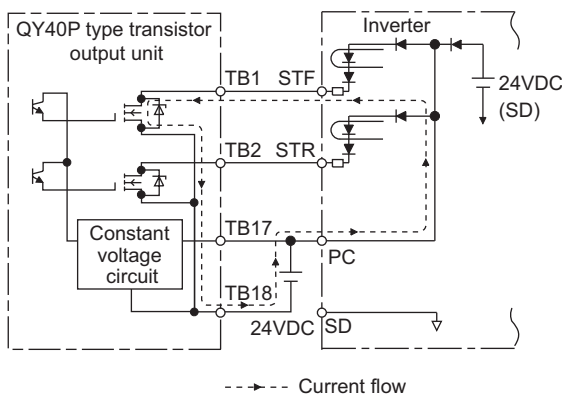 QY40P type transistor
output unit
Inverter
TB1 STF
24VDC
(SD)
TB2 STR
Constant
voltage
circuit
TB17
PC
TB18
24VDC
SD
Current flow